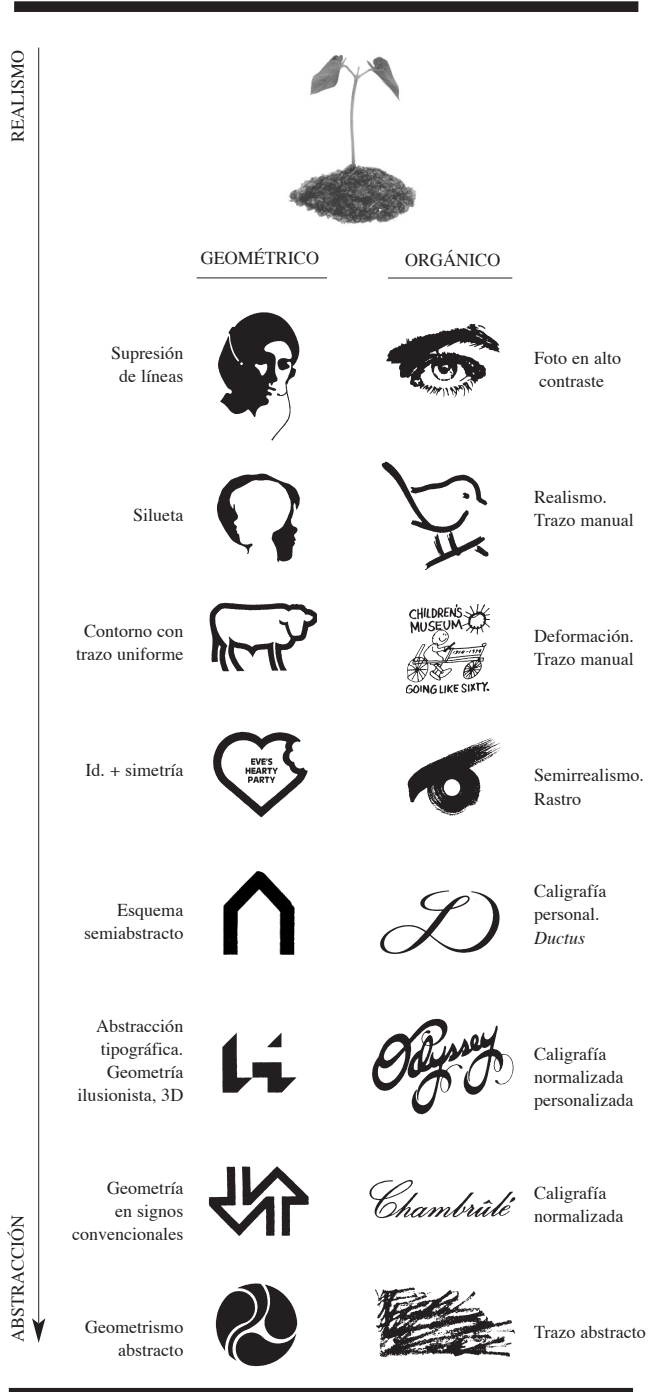 REALISMO
GEOMÉTRICO
ORGÁNICO
Supresión
de líneas
Foto en alto
contraste
Silueta
Realismo.
Trazo manual
Contorno con
trazo uniforme
CHILDREN'S
MUSEUM
1914-1974
GOING LIKE SIXTY.
Deformación.
Trazo manual
Id. + simetría
EVE'S
HEARTY
PARTY
Semirrealismo.
Rastro
Esquema
semiabstracto
Caligrafía
personal.
Ductus
Abstracción
tipográfica.
Geometría
ilusionista, 3D
Odyssey
Caligrafía
normalizada
personalizada
Geometría
en signos
convencionales
Chambrûlé
Caligrafía
normalizada
ABSTRACCIÓN
Geometrismo
abstracto
Trazo abstracto